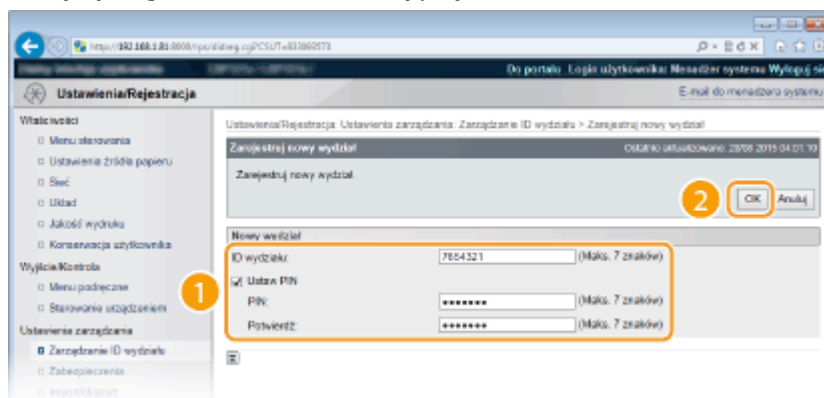 Do portalu Login użytkownika: Menedżer systemu Wyloguj się
Ustawienia/Rejestracja
E-mail do menedżera systemu
Właściwości
Menu sterowania
Ustawienia źródła papieru
Sieć
Układ
Jakość wydruku
Konserwacja użytkownika
Wyjście/Kontrola
Menu podręczne
Sterowanie urządzeniem
Ustawienia zarządzania
Zarządzanie ID wydziału
Zabezpieczenia
Import/Eksport
Ustawienia/Rejestracja: Ustawienia zarządzania: Zarządzanie ID wydziału > Zarejestruj nowy wydział
Zarejestruj nowy wydział
Ostatnio aktualizowano: 28/08 2015 04:01:10
Zarejestruj nowy wydział.
2
OK Anuluj
Nowy wydział
1
ID wydziału: 7654321 (Maks. 7 znaków)
Ustaw PIN
PIN: ••••••• (Maks. 7 znaków)
Potwierdź: ••••••• (Maks. 7 znaków)